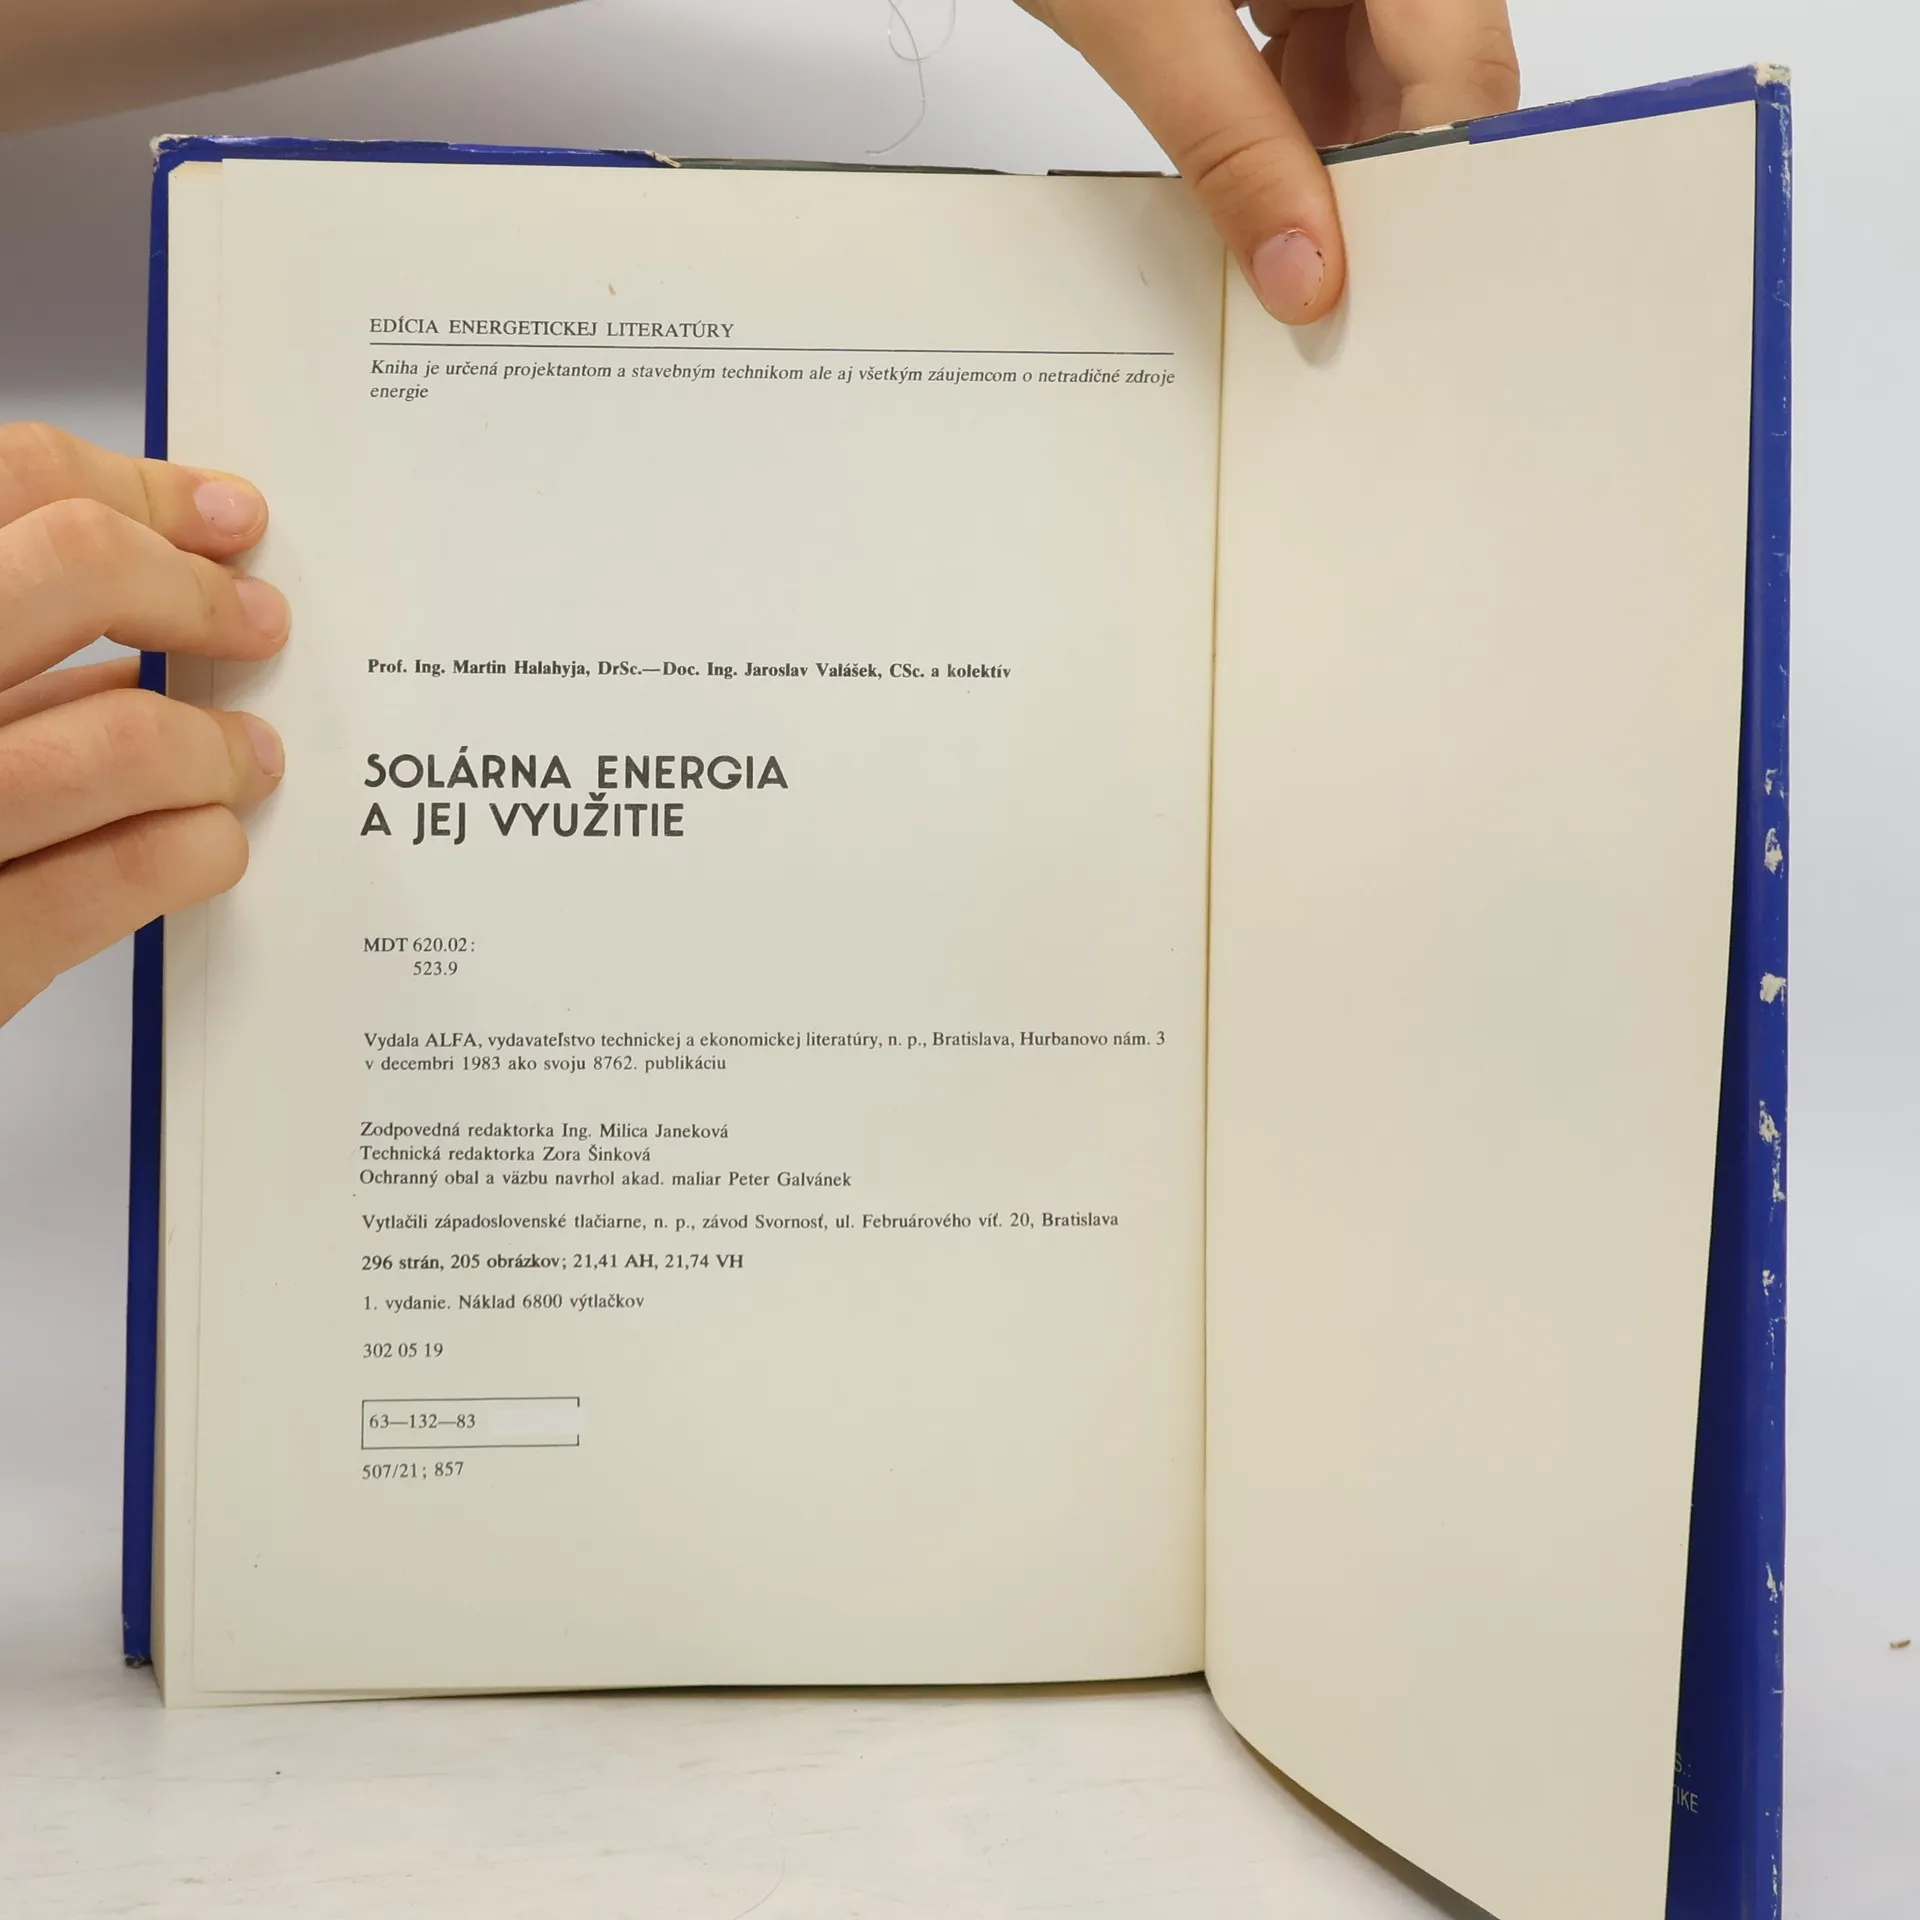 EDÍCIA ENERGETICKEJ LITERATÚRY
Kniha je určená projektantom a stavebným technikom ale aj všetkým záujemcom o netradičné zdroje
energie
Prof. Ing. Martin Halahyja, DrSc.—Doc. Ing. Jaroslav Valášek, CSc. a kolektív
SOLÁRNA ENERGIA
A JEJ VYUŽITIE
MDT 620.02:
523.9
Vydala ALFA, vydavateľstvo technickej a ekonomickej literatúry, n. p., Bratislava, Hurbanovo nám. 3
v decembri 1983 ako svoju 8762. publikáciu
Zodpovedná redaktorka Ing. Milica Janeková
Technická redaktorka Zora Šinková
Ochranný obal a väzbu navrhol akad. maliar Peter Galvánek
Vytlačili západoslovenské tlačiarne, n. p., závod Svornosť, ul. Februárového víť. 20, Bratislava
296 strán, 205 obrázkov; 21,41 AH, 21,74 VH
1. vydanie. Náklad 6800 výtlačkov
302 05 19
63—132—83
507/21; 857